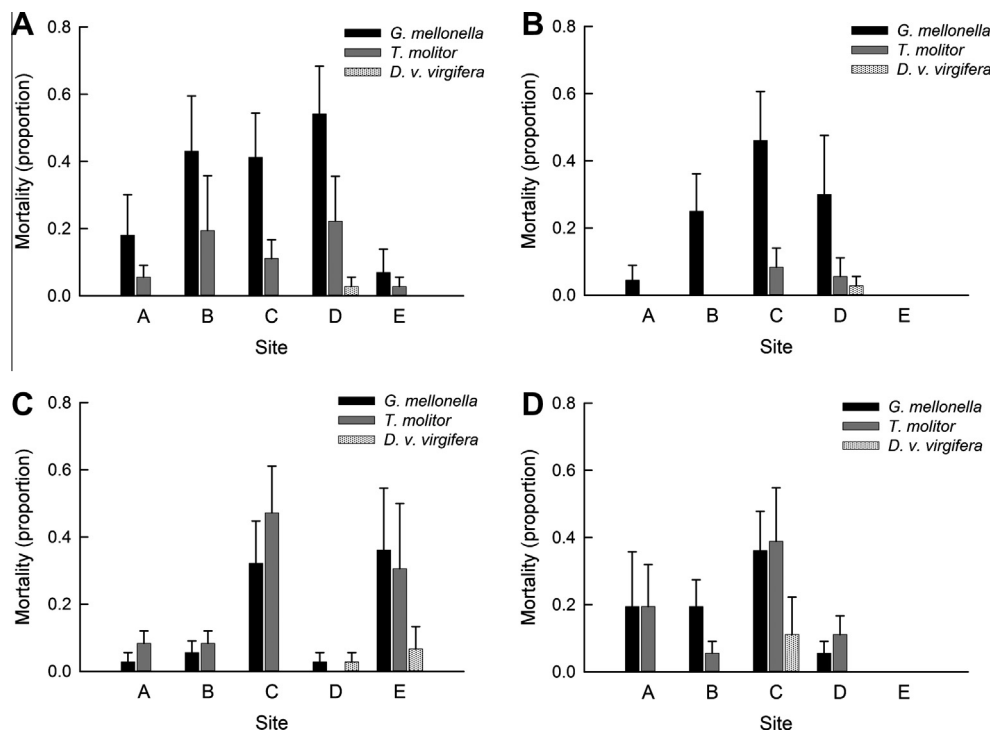 A
Mortality (proportion)
0.8
0.6
0.4
0.2
0.0
G. mellonella
T. molitor
D. v. virgifera
A B C D E
Site
B
Mortality (proportion)
0.8
0.6
0.4
0.2
0.0
G. mellonella
T. molitor
D. v. virgifera
A B C D E
Site
C
Mortality (proportion)
0.8
0.6
0.4
0.2
0.0
G. mellonella
T. molitor
D. v. virgifera
A B C D E
Site
D
Mortality (proportion)
0.8
0.6
0.4
0.2
0.0
G. mellonella
T. molitor
D. v. virgifera
A B C D E
Site